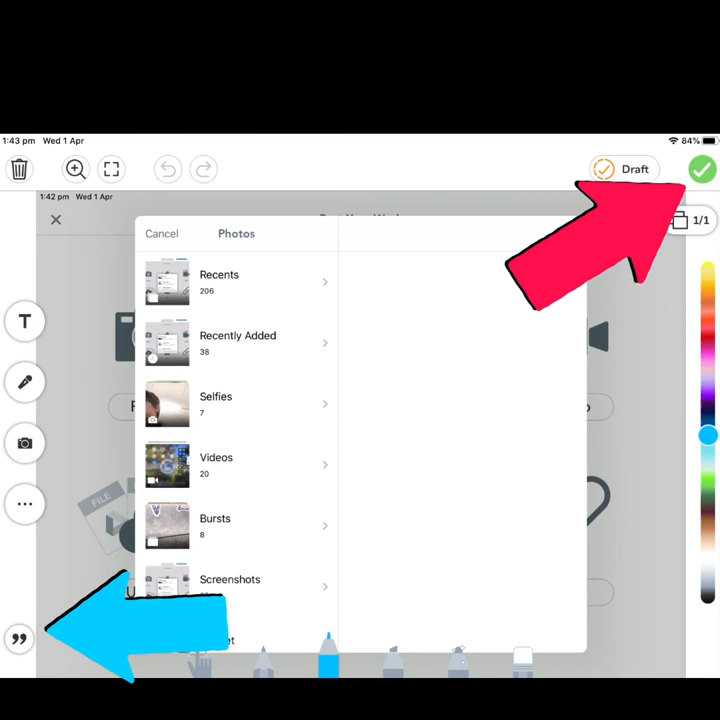 1:43 pm Wed 1 Apr
84%
Draft
1:42 pm Wed 1 Apr
1/1
Cancel
Photos
Recents
206
Recently Added
38
T
Selfies
7
Videos
20
FILE
Bursts
8
Screenshots
U